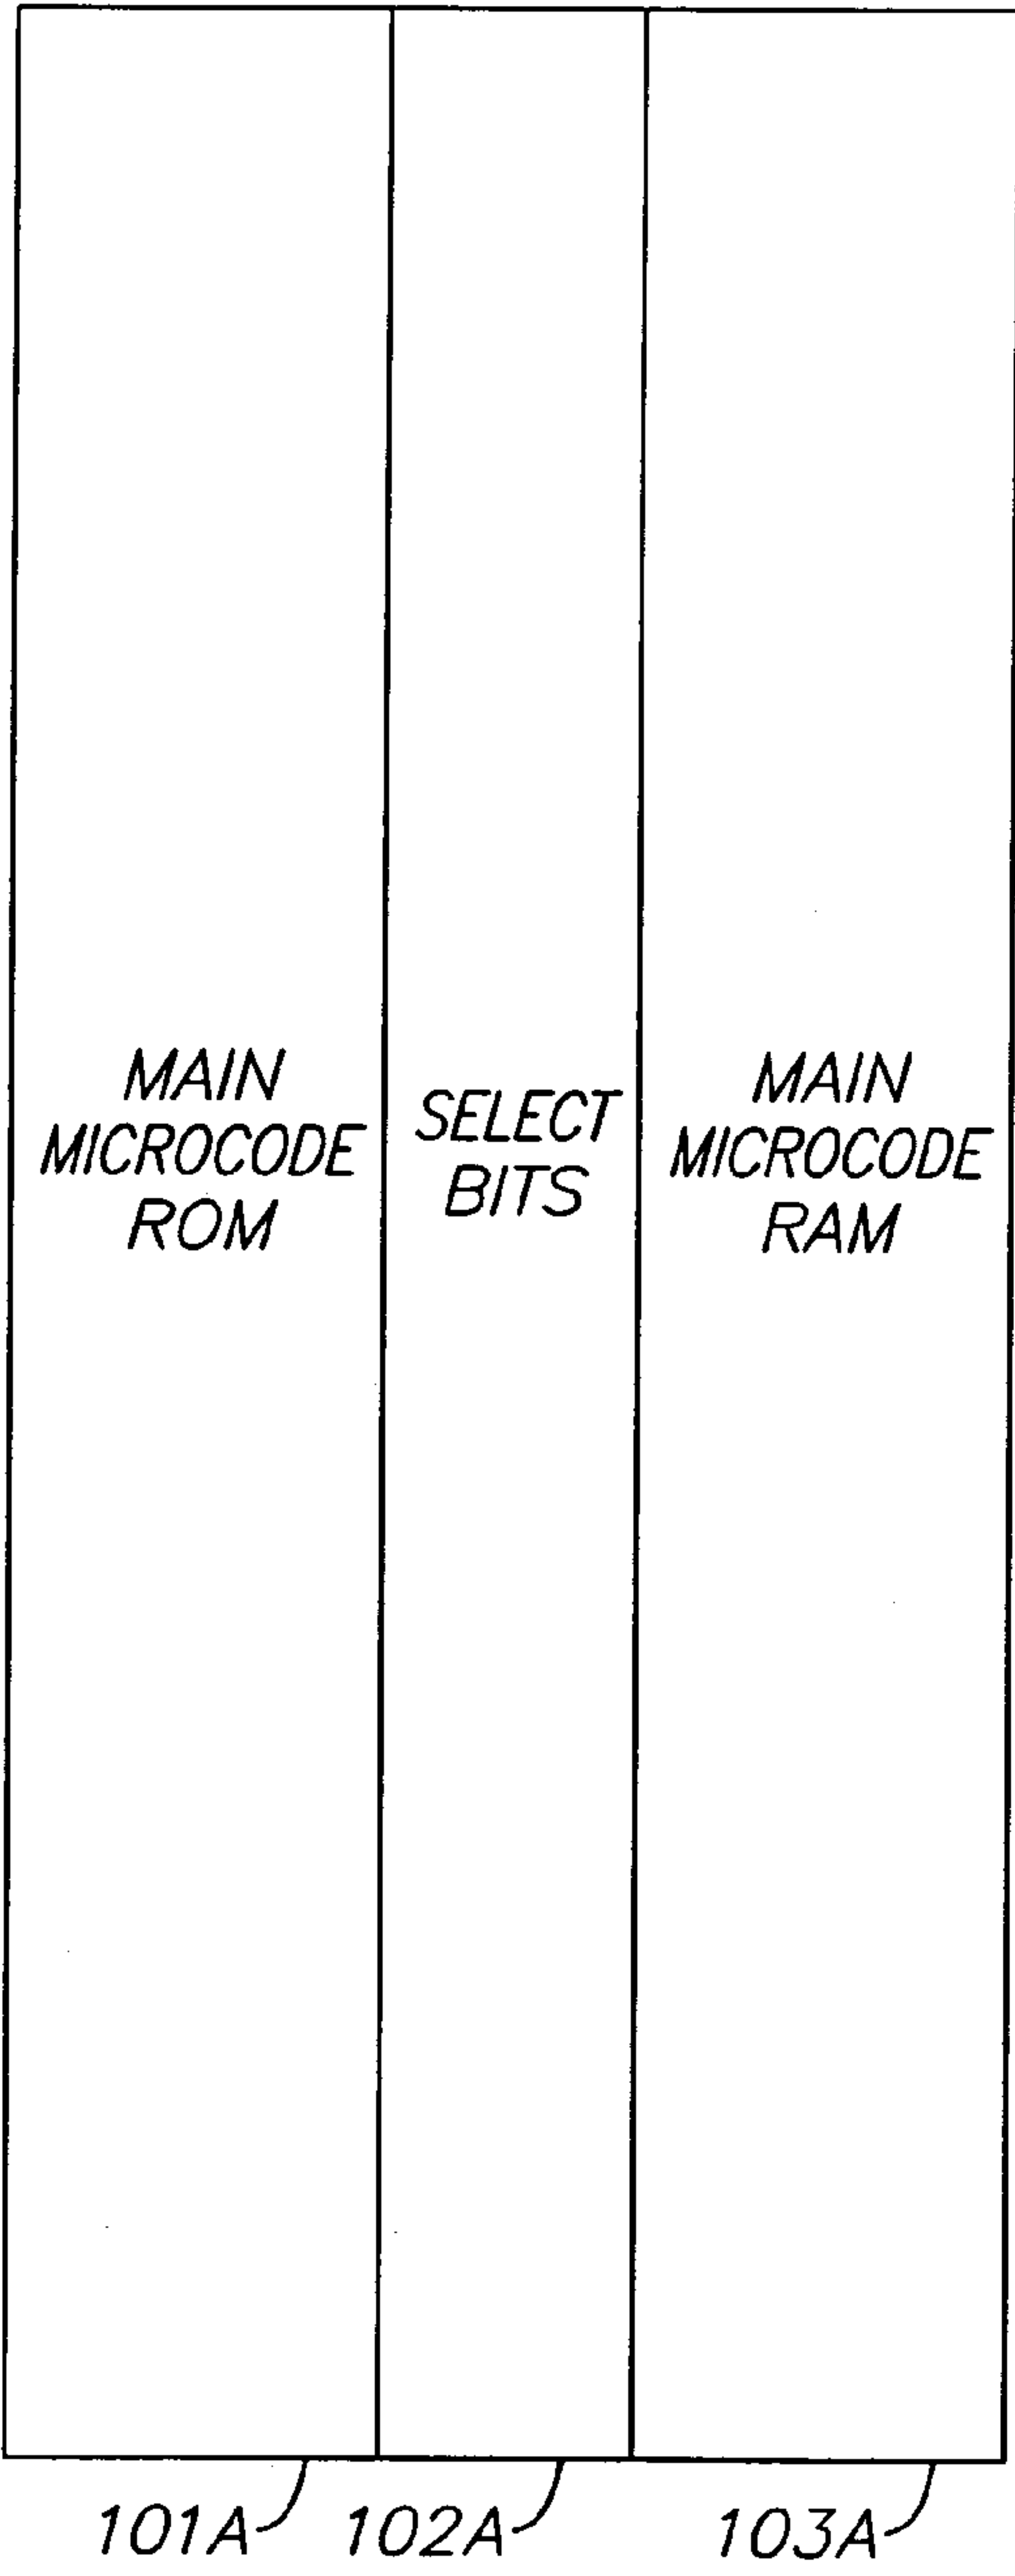 MAIN
MICROCODE
ROM
SELECT
BITS
MAIN
MICROCODE
RAM
101A
102A
103A